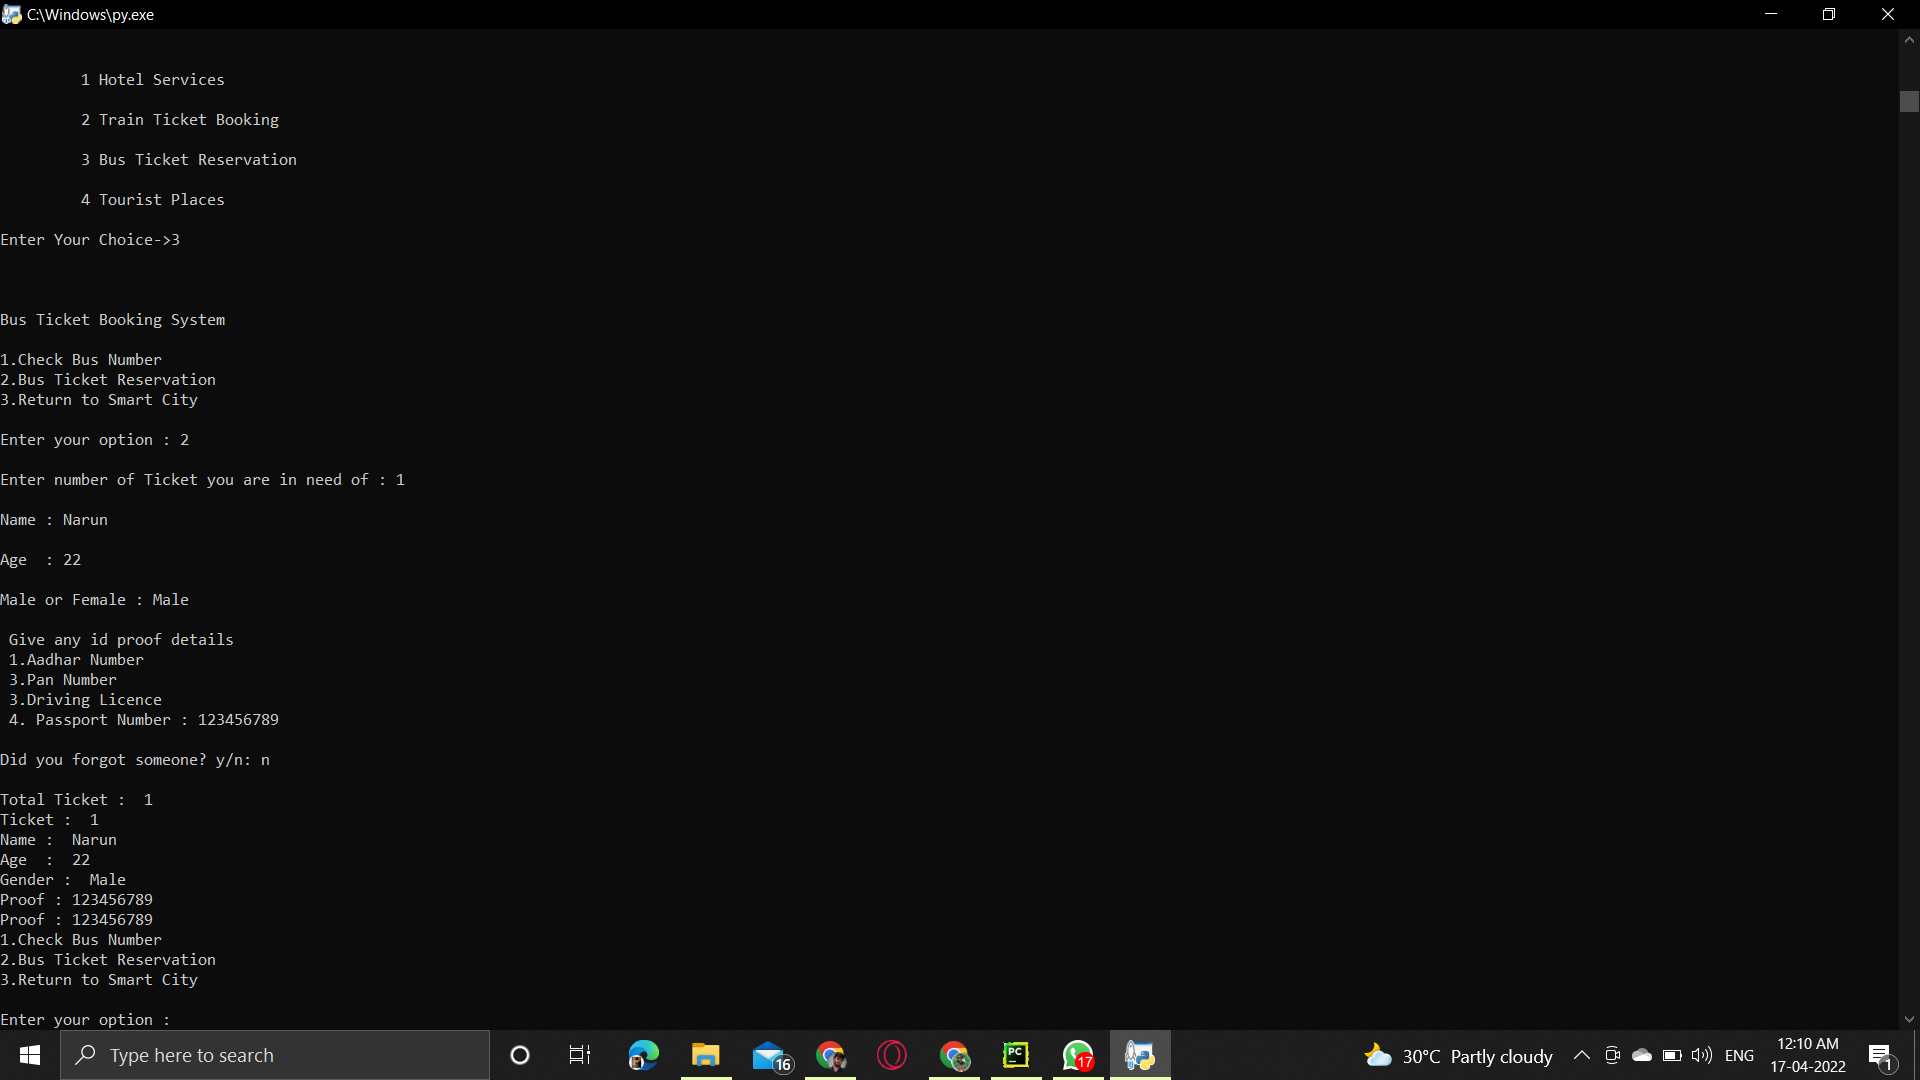 C:\Windows\py.exe
1 Hotel Services
2 Train Ticket Booking
3 Bus Ticket Reservation
4 Tourist Places
Enter Your Choice->3
Bus Ticket Booking System
1.Check Bus Number
2.Bus Ticket Reservation
3.Return to Smart City
Enter your option : 2
Enter number of Ticket you are in need of : 1
Name : Narun
Age  : 22
Male or Female : Male
Give any id proof details
1.Aadhar Number
3.Pan Number
3.Driving Licence
4. Passport Number : 123456789
Did you forgot someone? y/n: n
Total Ticket :  1
Ticket :  1
Name :  Narun
Age  :  22
Gender :  Male
Proof : 123456789
Proof : 123456789
1.Check Bus Number
2.Bus Ticket Reservation
3.Return to Smart City
Enter your option :
Type here to search
16
PC
17
30°C Partly cloudy
ENG
12:10 AM
17-04-2022
1